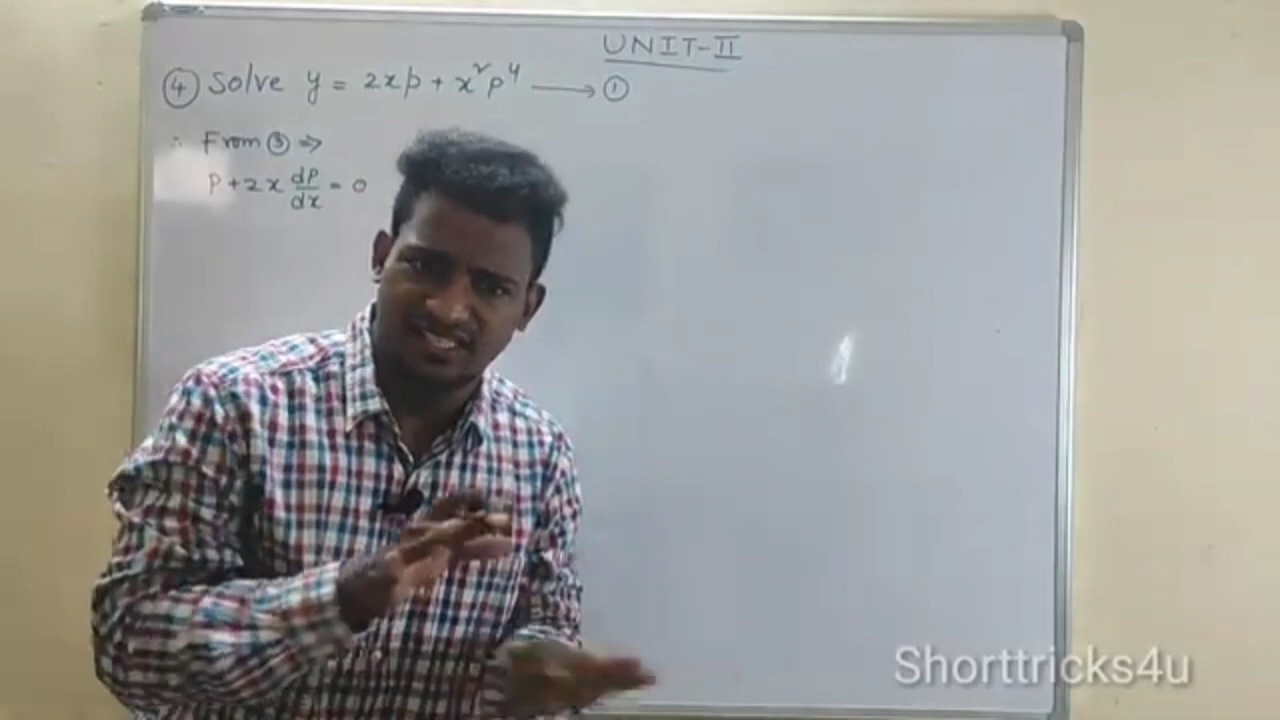 UNIT-II
④ Solve y = 2xp + x²p⁴ ⟶ ①
∴ From ③ ⇒
P + 2x dP/dx = 0
Shorttricks4u